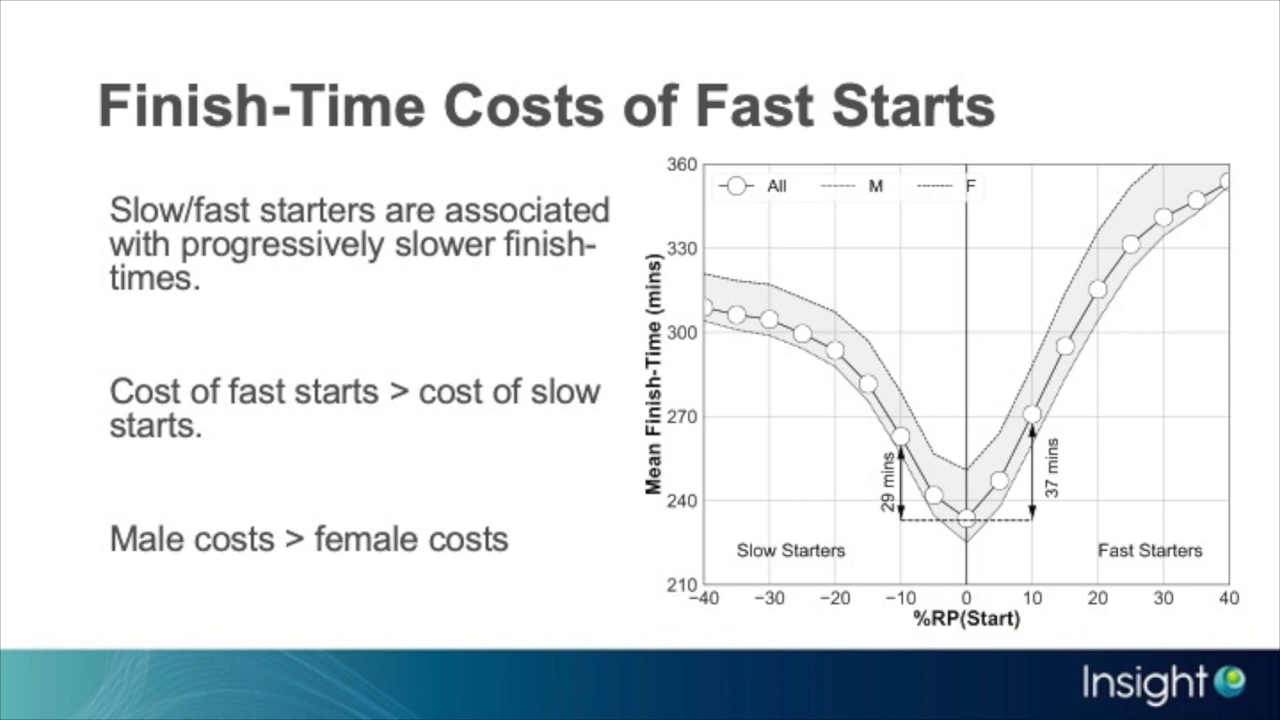 Finish-Time Costs of Fast Starts
Slow/fast starters are associated
with progressively slower finish-
times.
Cost of fast starts > cost of slow
starts.
Male costs > female costs
Mean Finish-Time (mins)
360
330
300
270
240
210
All M F
29 mins
37 mins
Slow Starters
Fast Starters
−40 −30 −20 −10 0 10 20 30 40
%RP(Start)
Insight